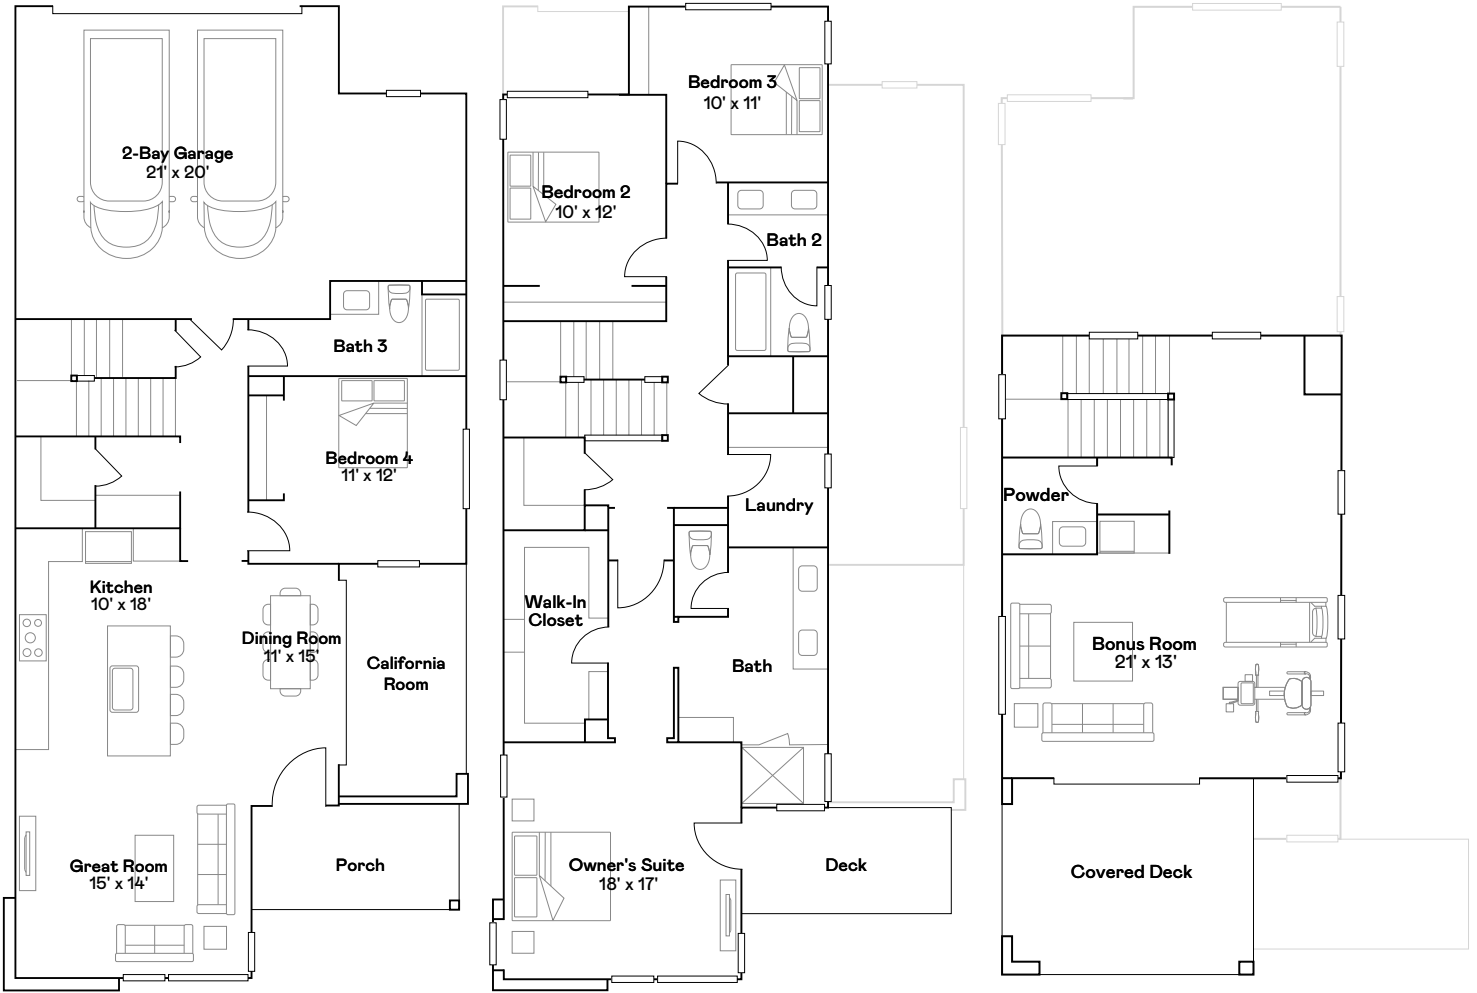 2-Bay Garage
21' x 20'
Bath 3
Bedroom 4
11' x 12'
Kitchen
10' x 18'
Dining Room
11' x 15'
California
Room
Great Room
15' x 14'
Porch
Bedroom 3
10' x 11'
Bedroom 2
10' x 12'
Bath 2
Laundry
Walk-In
Closet
Bath
Owner's Suite
18' x 17'
Deck
Powder
Bonus Room
21' x 13'
Covered Deck